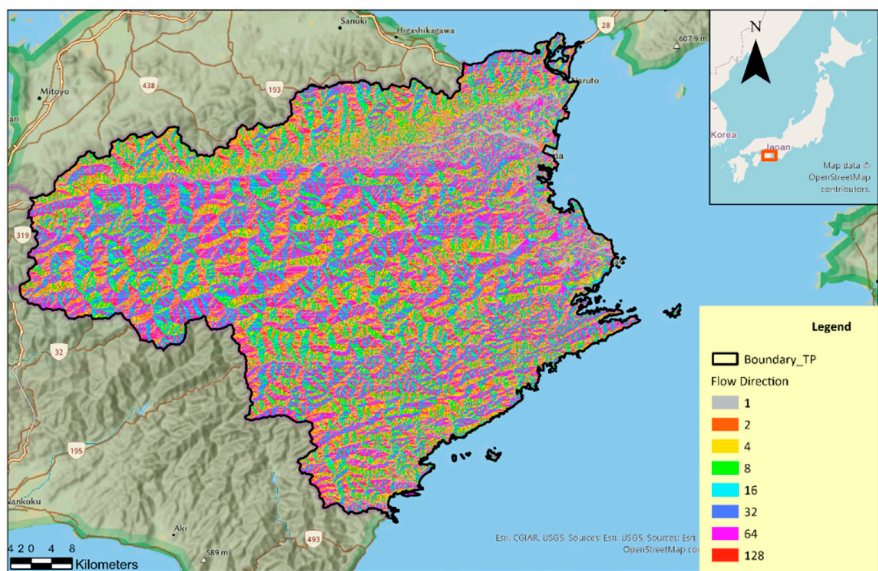 Sanuki
28
Higashikagawa
607.9 m
N
Mitoyo
438
193
Korea
Japan
Map data ©
OpenStreetMap
contributors.
319
32
Legend
Boundary_TP
Flow Direction
1
2
4
8
16
32
64
128
195
Nankoku
Aki
493
589 m
Esri, CGIAR, USGS, Sources: Esri, USGS, Sources: Esri
OpenStreetMap co
4 2 0 4 8
Kilometers